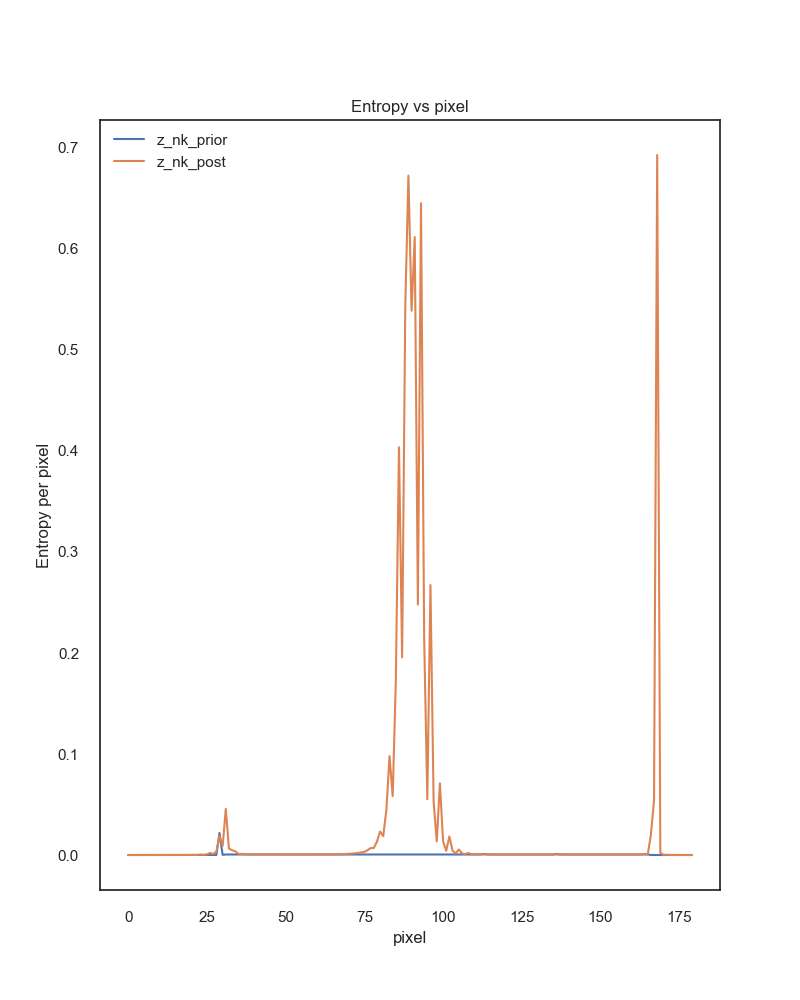 Entropy vs pixel
z_nk_prior
z_nk_post
0.7
0.6
0.5
0.4
0.3
0.2
0.1
0.0
Entropy per pixel
0 25 50 75 100 125 150 175
pixel